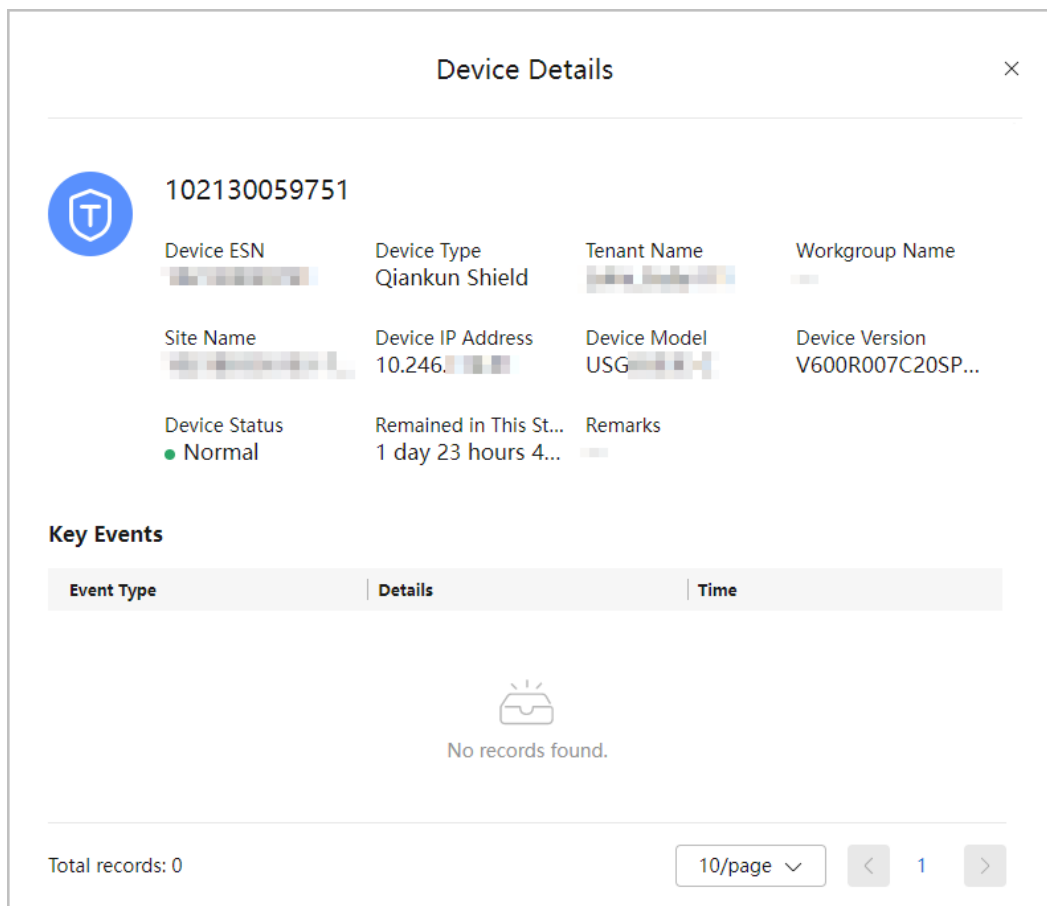 Device Details
T
102130059751
Device ESN Device Type Tenant Name Workgroup Name
Qiankun Shield
Site Name Device IP Address Device Model Device Version
10.246. USG V600R007C20SP...
Device Status Remained in This St... Remarks
Normal 1 day 23 hours 4...
Key Events
Event Type Details Time
No records found.
Total records: 0 10/page 1